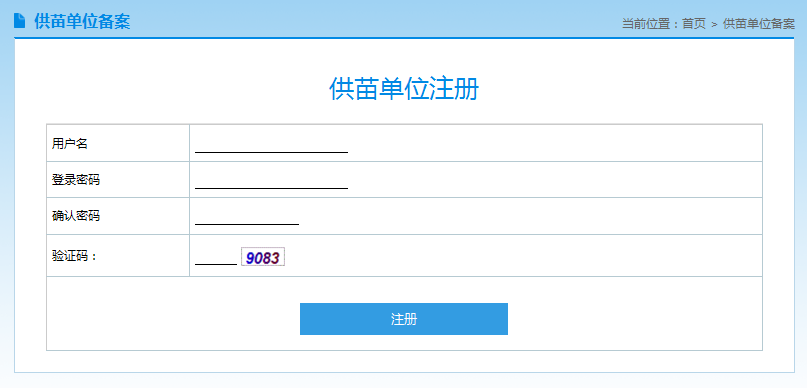 供苗单位备案
当前位置：首页 > 供苗单位备案
供苗单位注册
用户名
登录密码
确认密码
验证码：
9083
注册